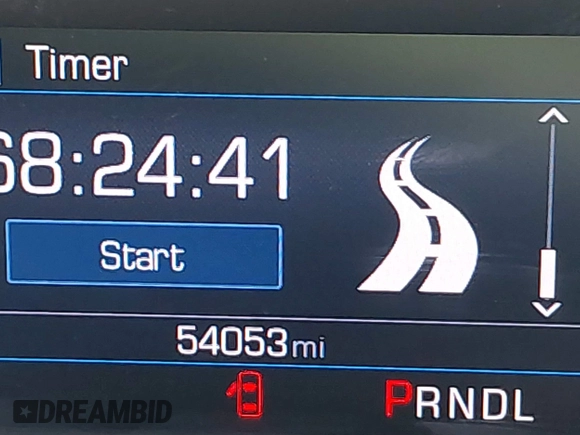 Timer
68:24:41
Start
54053mi
PRNDL
DREAMBID